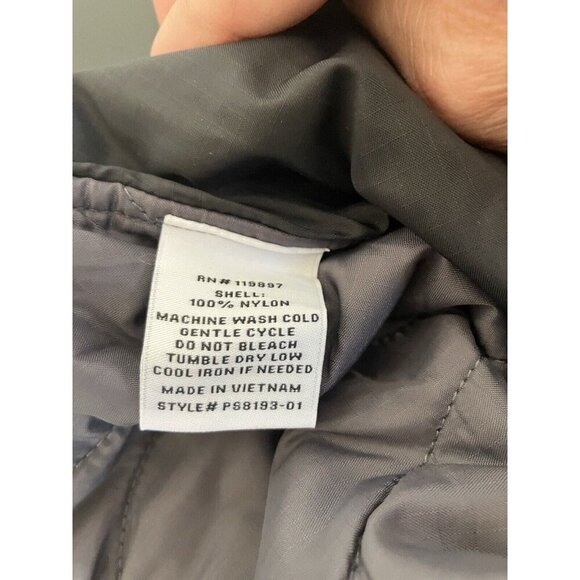 RN# 119897
SHELL:
100% NYLON
MACHINE WASH COLD
GENTLE CYCLE
DO NOT BLEACH
TUMBLE DRY LOW
COOL IRON IF NEEDED
MADE IN VIETNAM
STYLE# PS8193-01